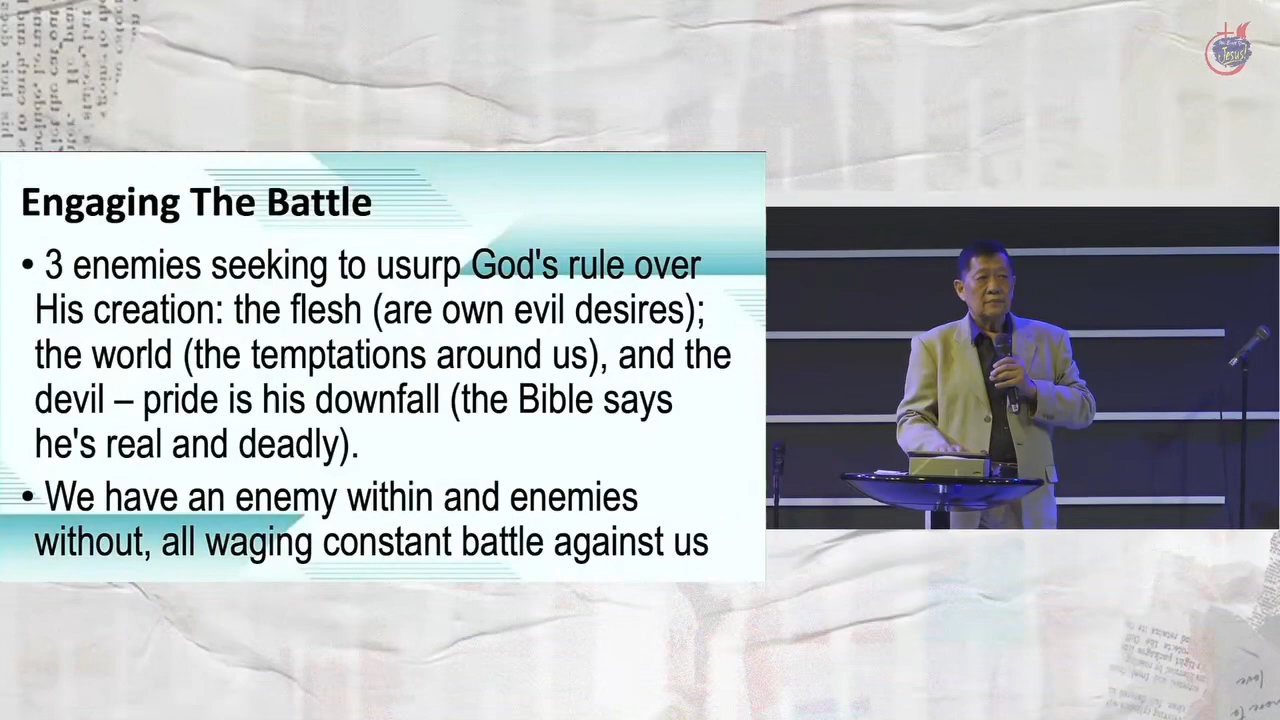 Engaging The Battle
• 3 enemies seeking to usurp God's rule over
His creation: the flesh (are own evil desires);
the world (the temptations around us), and the
devil – pride is his downfall (the Bible says
he's real and deadly).
• We have an enemy within and enemies
without, all waging constant battle against us
Jesus!